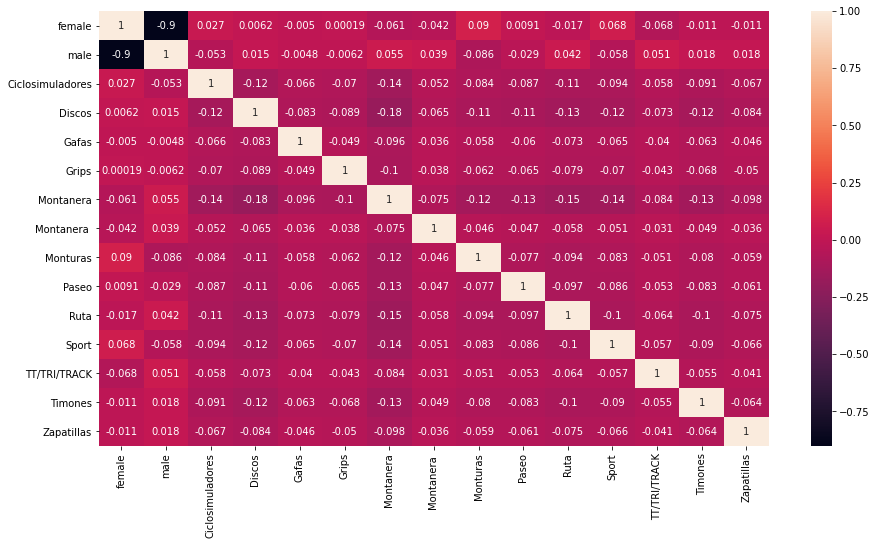 female 1 -0.9 0.027 0.0062 -0.005 0.00019 -0.061 -0.042 0.09 0.0091 -0.017 0.068 -0.068 -0.011 -0.011
male -0.9 1 -0.053 0.015 -0.0048 -0.0062 0.055 0.039 -0.086 -0.029 0.042 -0.058 0.051 0.018 0.018
Ciclosimuladores 0.027 -0.053 1 -0.12 -0.066 -0.07 -0.14 -0.052 -0.084 -0.087 -0.11 -0.094 -0.058 -0.091 -0.067
Discos 0.0062 0.015 -0.12 1 -0.083 -0.089 -0.18 -0.065 -0.11 -0.11 -0.13 -0.12 -0.073 -0.12 -0.084
Gafas -0.005 -0.0048 -0.066 -0.083 1 -0.049 -0.096 -0.036 -0.058 -0.06 -0.073 -0.065 -0.04 -0.063 -0.046
Grips 0.00019 -0.0062 -0.07 -0.089 -0.049 1 -0.1 -0.038 -0.062 -0.065 -0.079 -0.07 -0.043 -0.068 -0.05
Montanera -0.061 0.055 -0.14 -0.18 -0.096 -0.1 1 -0.075 -0.12 -0.13 -0.15 -0.14 -0.084 -0.13 -0.098
Montanera -0.042 0.039 -0.052 -0.065 -0.036 -0.038 -0.075 1 -0.046 -0.047 -0.058 -0.051 -0.031 -0.049 -0.036
Monturas 0.09 -0.086 -0.084 -0.11 -0.058 -0.062 -0.12 -0.046 1 -0.077 -0.094 -0.083 -0.051 -0.08 -0.059
Paseo 0.0091 -0.029 -0.087 -0.11 -0.06 -0.065 -0.13 -0.047 -0.077 1 -0.097 -0.086 -0.053 -0.083 -0.061
Ruta -0.017 0.042 -0.11 -0.13 -0.073 -0.079 -0.15 -0.058 -0.094 -0.097 1 -0.1 -0.064 -0.1 -0.075
Sport 0.068 -0.058 -0.094 -0.12 -0.065 -0.07 -0.14 -0.051 -0.083 -0.086 -0.1 1 -0.057 -0.09 -0.066
TT/TRI/TRACK -0.068 0.051 -0.058 -0.073 -0.04 -0.043 -0.084 -0.031 -0.051 -0.053 -0.064 -0.057 1 -0.055 -0.041
Timones -0.011 0.018 -0.091 -0.12 -0.063 -0.068 -0.13 -0.049 -0.08 -0.083 -0.1 -0.09 -0.055 1 -0.064
Zapatillas -0.011 0.018 -0.067 -0.084 -0.046 -0.05 -0.098 -0.036 -0.059 -0.061 -0.075 -0.066 -0.041 -0.064 1
female
male
Ciclosimuladores
Discos
Gafas
Grips
Montanera
Montanera
Monturas
Paseo
Ruta
Sport
TT/TRI/TRACK
Timones
Zapatillas
1.00
0.75
0.50
0.25
0.00
-0.25
-0.50
-0.75